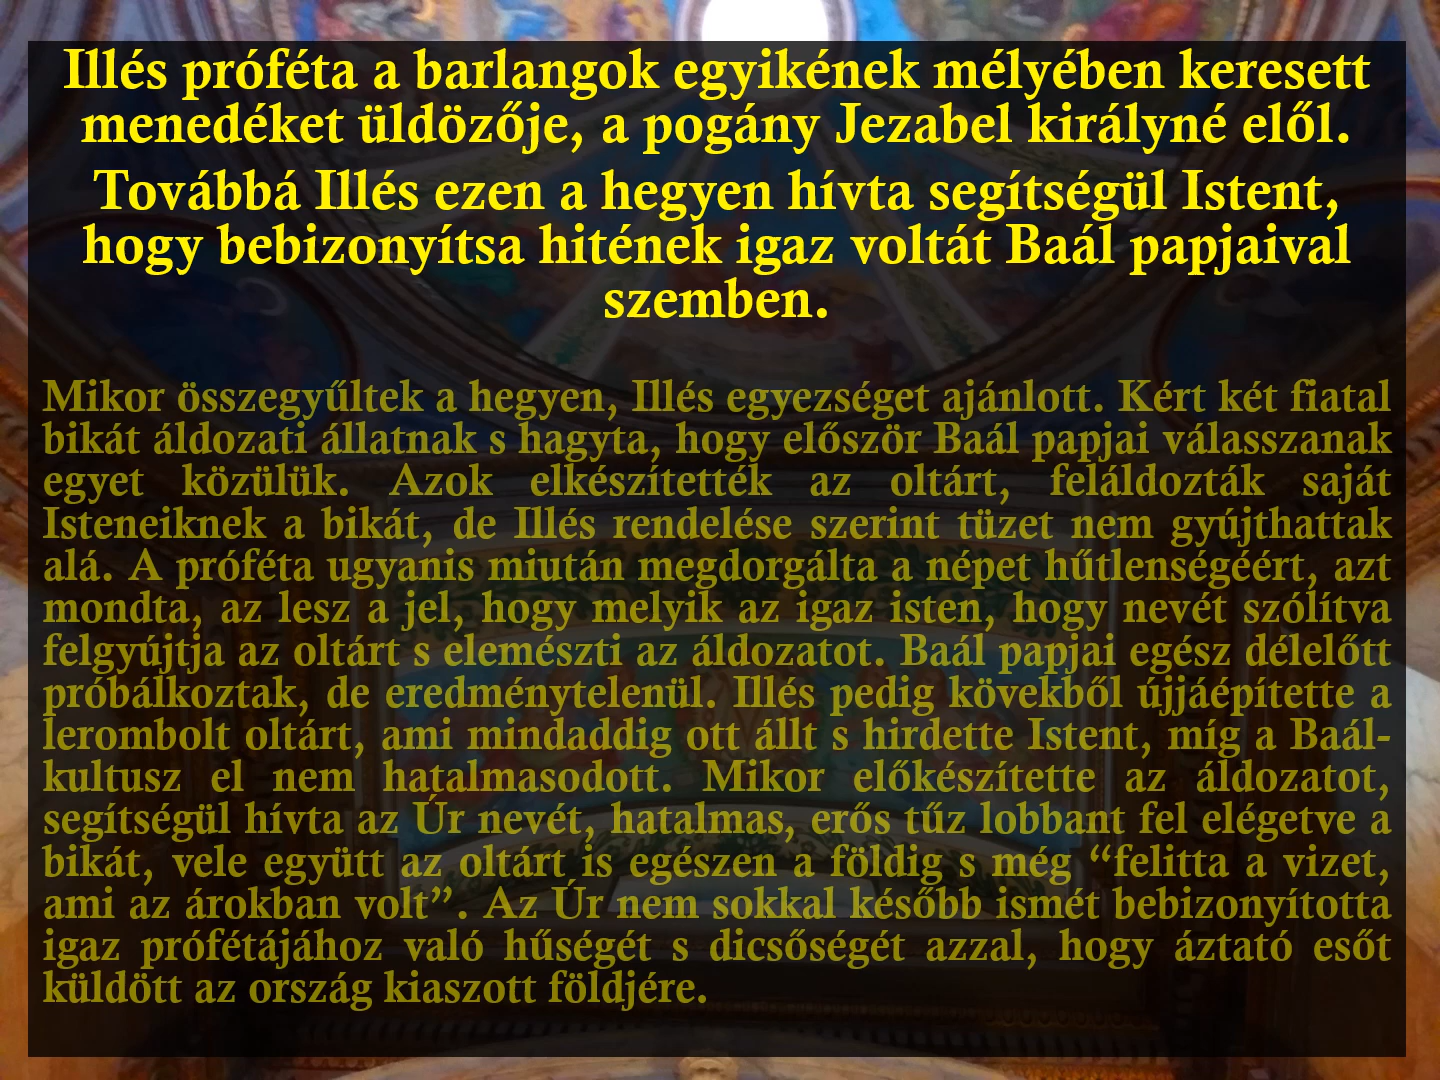 Illés próféta a barlangok egyikének mélyében keresett
menedéket üldözője, a pogány Jezabel királyné elől.
Továbbá Illés ezen a hegyen hívta segítségül Istent,
hogy bebizonyítsa hitének igaz voltát Baál papjaival
szemben.
Mikor összegyűltek a hegyen, Illés egyezséget ajánlott. Kért két fiatal
bikát áldozati állatnak s hagyta, hogy először Baál papjai válasszanak
egyet közülük. Azok elkészítették az oltárt, feláldozták saját
Isteneiknek a bikát, de Illés rendelése szerint tüzet nem gyújthattak
alá. A próféta ugyanis miután megdorgálta a népet hűtlenségéért, azt
mondta, az lesz a jel, hogy melyik az igaz isten, hogy nevét szólítva
felgyújtja az oltárt s elemészti az áldozatot. Baál papjai egész délelőtt
próbálkoztak, de eredménytelenül. Illés pedig kövekből újjáépítette a
lerombolt oltárt, ami mindaddig ott állt s hirdette Istent, míg a Baál-
kultusz el nem hatalmasodott. Mikor előkészítette az áldozatot,
segítségül hívta az Úr nevét, hatalmas, erős tűz lobbant fel elégetve a
bikát, vele együtt az oltárt is egészen a földig s még “felitta a vizet,
ami az árokban volt”. Az Úr nem sokkal később ismét bebizonyította
igaz prófétájához való hűségét s dicsőségét azzal, hogy áztató esőt
küldött az ország kiaszott földjére.